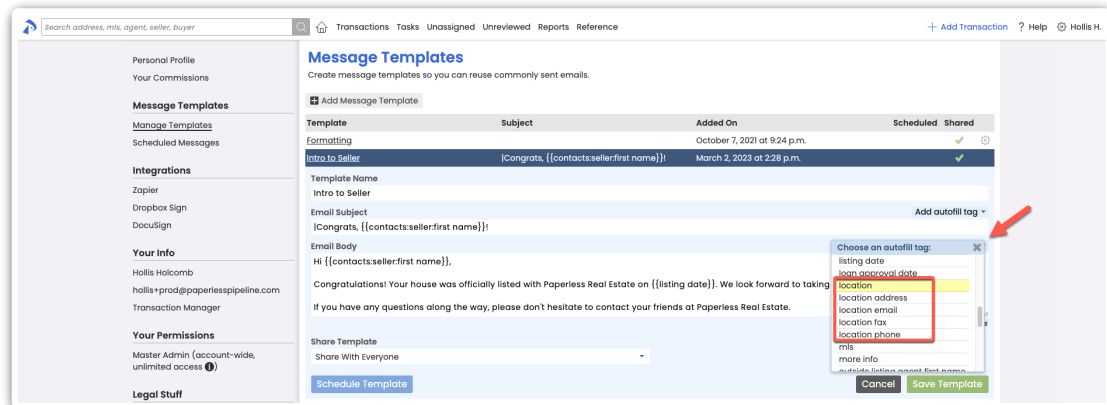 Search address, mls, agent, seller, buyer
Transactions Tasks Unassigned Unreviewed Reports Reference
+ Add Transaction ? Help Hollis H.
Personal Profile
Your Commissions
Message Templates
Manage Templates
Scheduled Messages
Integrations
Zapier
Dropbox Sign
DocuSign
Your Info
Hollis Holcomb
hollis+prod@paperlesspipeline.com
Transaction Manager
Your Permissions
Master Admin (account-wide,
unlimited access)
Legal Stuff
Message Templates
Create message templates so you can reuse commonly sent emails.
Add Message Template
Template Subject Added On Scheduled Shared
Formatting October 7, 2021 at 9:24 p.m.
Intro to Seller |Congrats, {{contacts:seller:first name}}! March 2, 2023 at 2:28 p.m.
Template Name
Intro to Seller
Email Subject Add autofill tag
|Congrats, {{contacts:seller:first name}}!
Email Body
Hi {{contacts:seller:first name}},
Congratulations! Your house was officially listed with Paperless Real Estate on {{listing date}}. We look forward to taking
If you have any questions along the way, please don't hesitate to contact your friends at Paperless Real Estate.
Choose an autofill tag:
listing date
loan approval date
location
location address
location email
location fax
location phone
mls
more info
outside listing agent first name
Share Template
Share With Everyone
Schedule Template
Cancel Save Template